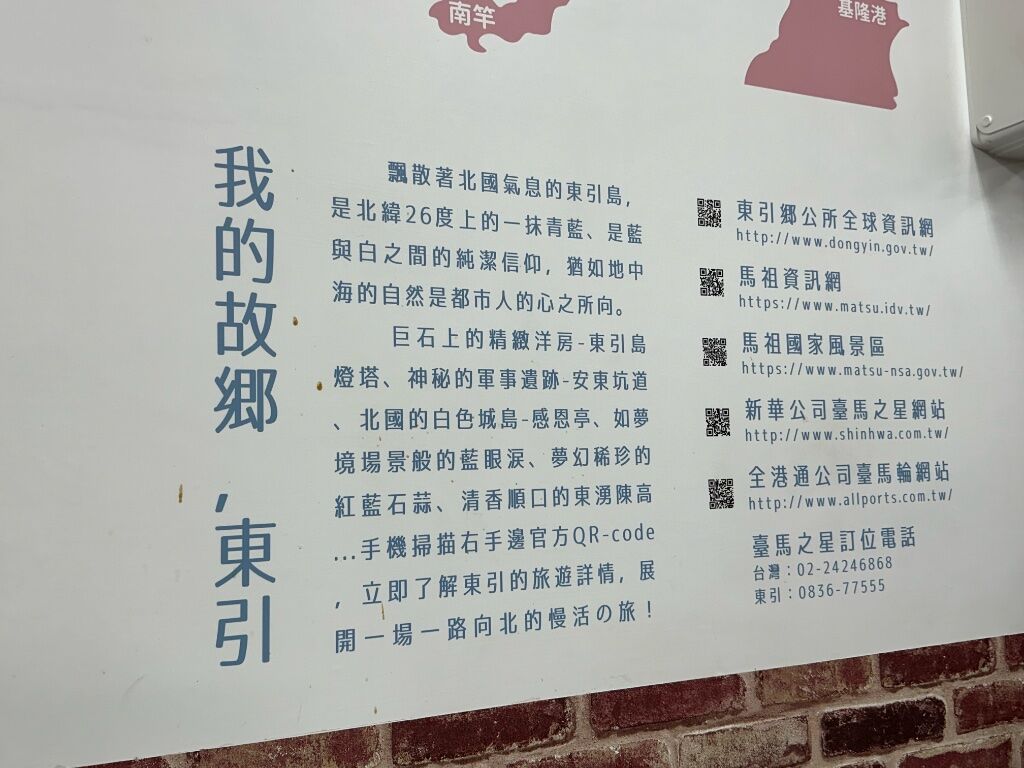 南竿
基隆港
我的故鄉,東引
飄散著北國氣息的東引島,
是北緯26度上的一抹青藍、是藍
與白之間的純潔信仰,猶如地中
海的自然是都市人的心之所向。
巨石上的精緻洋房-東引島
燈塔、神秘的軍事遺跡-安東坑道
、北國的白色城島-感恩亭、如夢
境場景般的藍眼淚、夢幻稀珍的
紅藍石蒜、清香順口的東湧陳高
...手機掃描右手邊官方QR-code
,立即了解東引的旅遊詳情,展
開一場一路向北的慢活の旅!
東引鄉公所全球資訊網
http://www.dongyin.gov.tw/
馬祖資訊網
https://www.matsu.idv.tw/
馬祖國家風景區
https://www.matsu-nsa.gov.tw/
新華公司臺馬之星網站
http://www.shinhwa.com.tw/
全港通公司臺馬輪網站
http://www.allports.com.tw/
臺馬之星訂位電話
台灣:02-24246868
東引:0836-77555